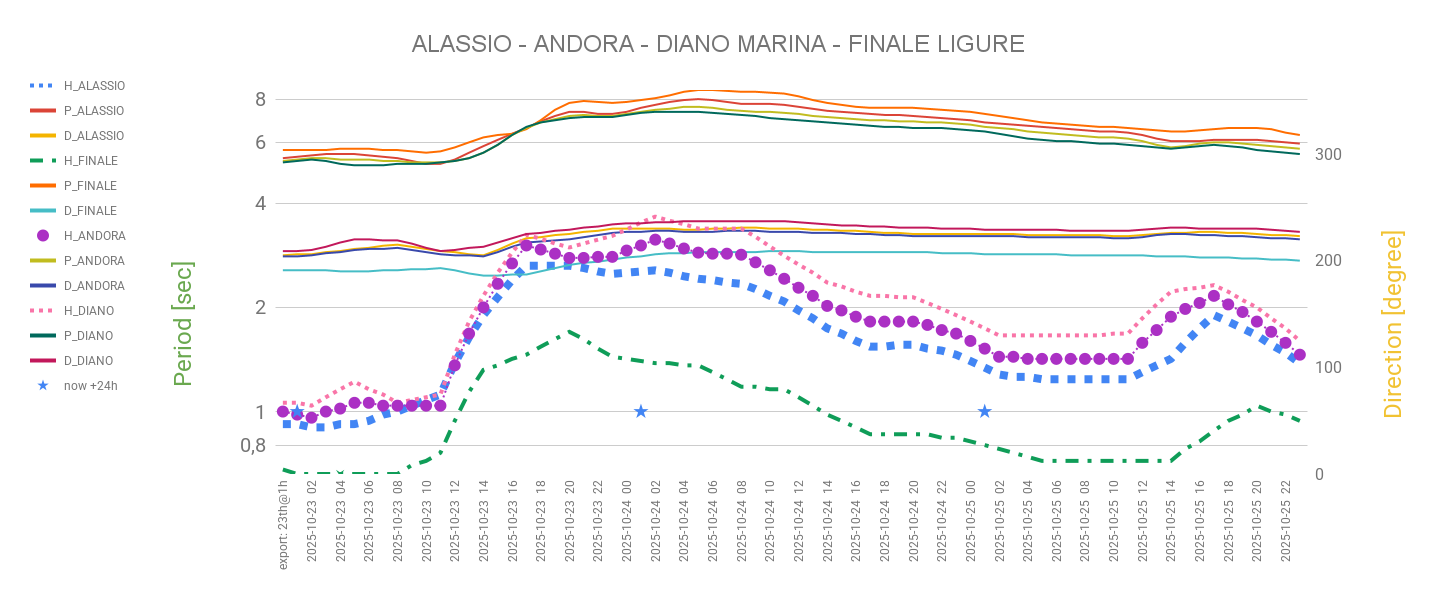 ALASSIO - ANDORA - DIANO MARINA - FINALE LIGURE
H_ALASSIO
P_ALASSIO
D_ALASSIO
H_FINALE
P_FINALE
D_FINALE
H_ANDORA
P_ANDORA
D_ANDORA
H_DIANO
P_DIANO
D_DIANO
now +24h
Period [sec]
8
6
4
2
1
0,8
300
200
100
0
Direction [degree]
export: 23th@1h
2025-10-23 02
2025-10-23 04
2025-10-23 06
2025-10-23 08
2025-10-23 10
2025-10-23 12
2025-10-23 14
2025-10-23 16
2025-10-23 18
2025-10-23 20
2025-10-23 22
2025-10-24 00
2025-10-24 02
2025-10-24 04
2025-10-24 06
2025-10-24 08
2025-10-24 10
2025-10-24 12
2025-10-24 14
2025-10-24 16
2025-10-24 18
2025-10-24 20
2025-10-24 22
2025-10-25 00
2025-10-25 02
2025-10-25 04
2025-10-25 06
2025-10-25 08
2025-10-25 10
2025-10-25 12
2025-10-25 14
2025-10-25 16
2025-10-25 18
2025-10-25 20
2025-10-25 22